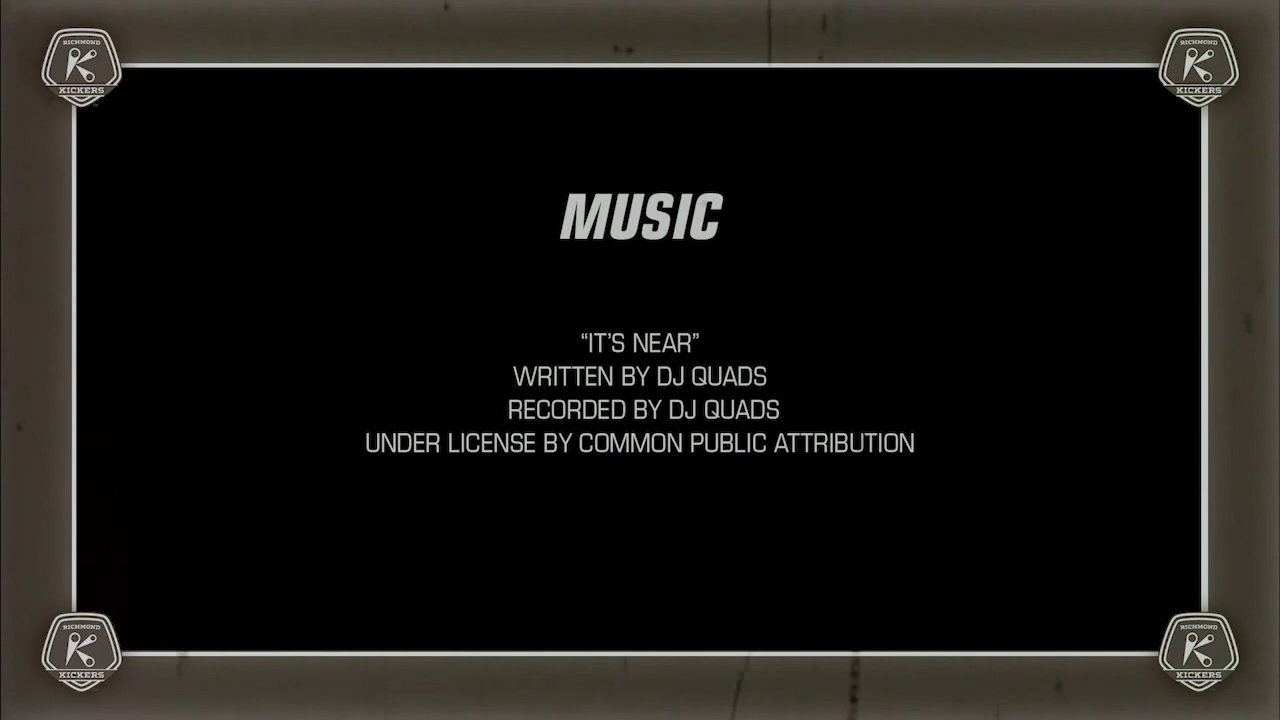 RICHMOND
KICKERS
RICHMOND
KICKERS
MUSIC
“IT’S NEAR”
WRITTEN BY DJ QUADS
RECORDED BY DJ QUADS
UNDER LICENSE BY COMMON PUBLIC ATTRIBUTION
RICHMOND
KICKERS
RICHMOND
KICKERS